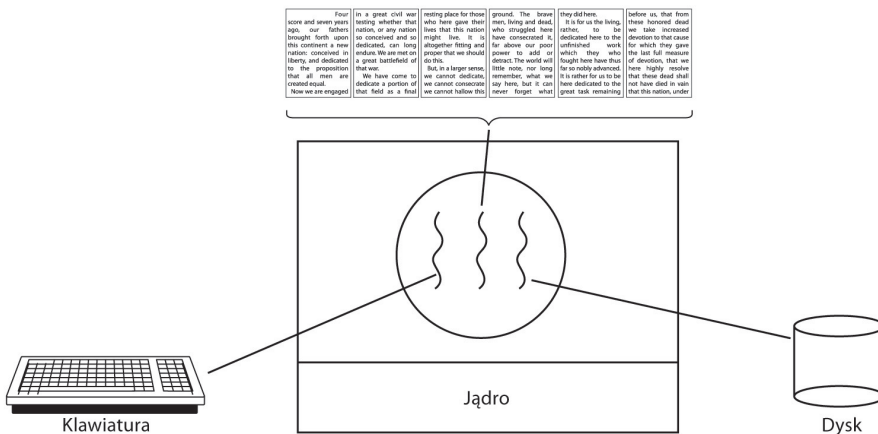 Four
score and seven years
ago, our fathers
brought forth upon
this continent a new
nation: conceived in
liberty, and dedicated
to the proposition
that all men are
created equal.
Now we are engaged
in a great civil war
testing whether that
nation, or any nation
so conceived and so
dedicated, can long
endure. We are met on
a great battlefield of
that war.
We have come to
dedicate a portion of
that field as a final
resting place for those
who here gave their
lives that this nation
might live. It is
altogether fitting and
proper that we should
do this.
But, in a larger sense,
we cannot dedicate,
we cannot consecrate
we cannot hallow this
ground. The brave
men, living and dead,
who struggled here
have consecrated it,
far above our poor
power to add or
detract. The world will
little note, nor long
remember, what we
say here, but it can
never forget what
they did here.
It is for us the living,
rather, to be
dedicated here to the
unfinished work
which they who
fought here have thus
far so nobly advanced.
It is rather for us to be
here dedicated to the
great task remaining
before us, that from
these honored dead
we take increased
devotion to that cause
for which they gave
the last full measure
of devotion, that we
here highly resolve
that these dead shall
not have died in vain
that this nation, under
Jądro
Klawiatura
Dysk